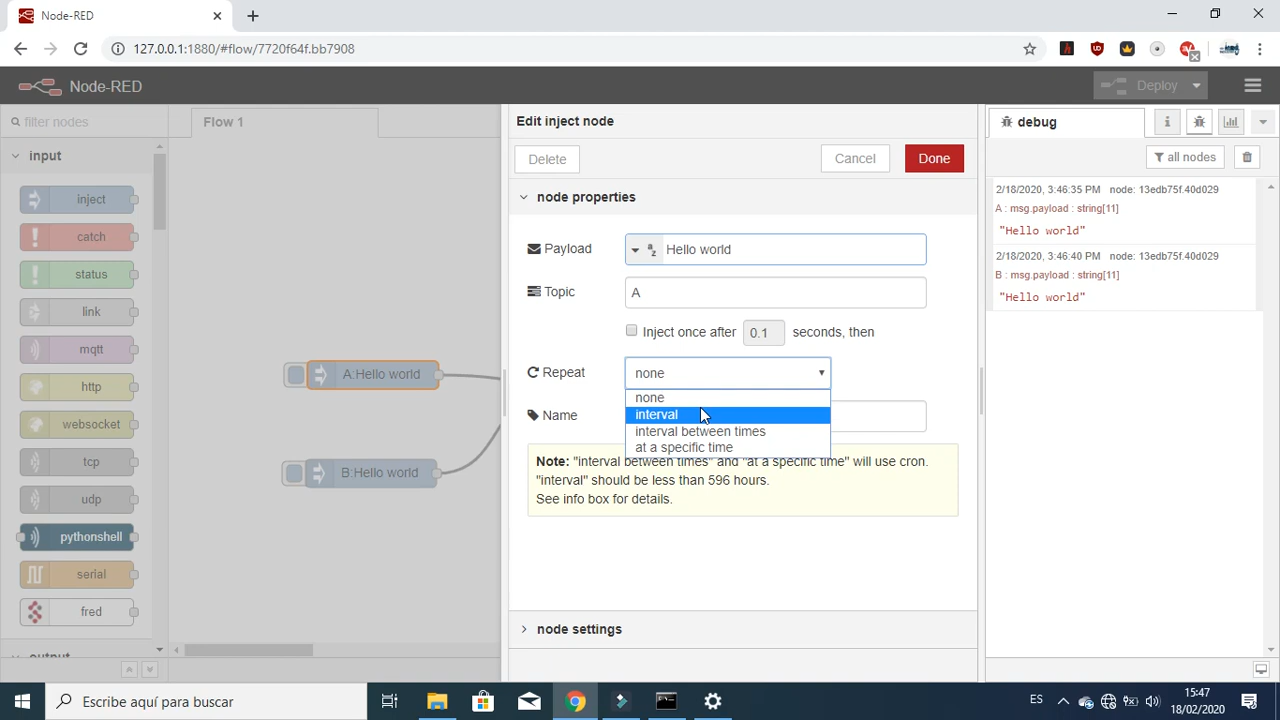 Node-RED
127.0.0.1:1880/#flow/7720f64f.bb7908
Node-RED
Deploy
filter nodes
Flow 1
input
inject
catch
status
link
mqtt
http
websocket
tcp
udp
pythonshell
serial
fred
A:Hello world
B:Hello world
Edit inject node
Delete
Cancel
Done
node properties
Payload
Hello world
Topic
A
Inject once after 0.1 seconds, then
Repeat
none
none
interval
interval between times
at a specific time
Name
Note: "interval between times" and "at a specific time" will use cron.
"interval" should be less than 596 hours.
See info box for details.
node settings
debug
all nodes
2/18/2020, 3:46:35 PM node: 13edb75f.40d029
A : msg.payload : string[11]
"Hello world"
2/18/2020, 3:46:40 PM node: 13edb75f.40d029
B : msg.payload : string[11]
"Hello world"
Escribe aquí para buscar
ES
15:47
18/02/2020